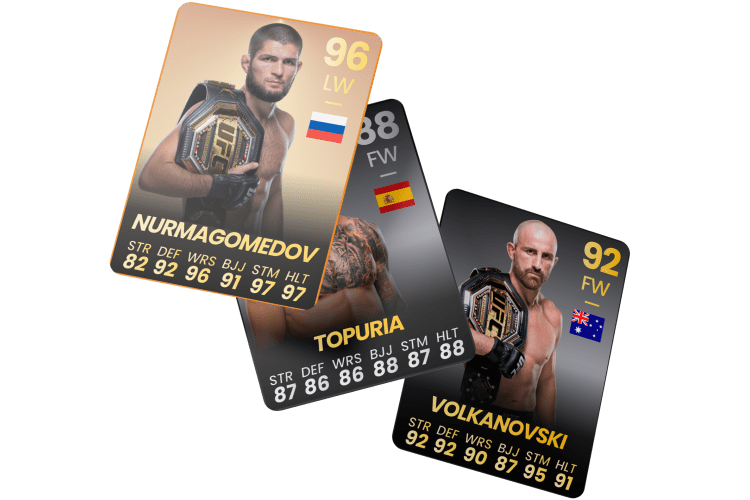 96
LW
UFC
NURMAGOMEDOV
STR DEF WRS BJJ STM HLT
82 92 96 91 97 97
88
FW
TOPURIA
STR DEF WRS BJJ STM HLT
87 86 86 88 87 88
92
FW
UFC
VOLKANOVSKI
STR DEF WRS BJJ STM HLT
92 92 90 87 95 91